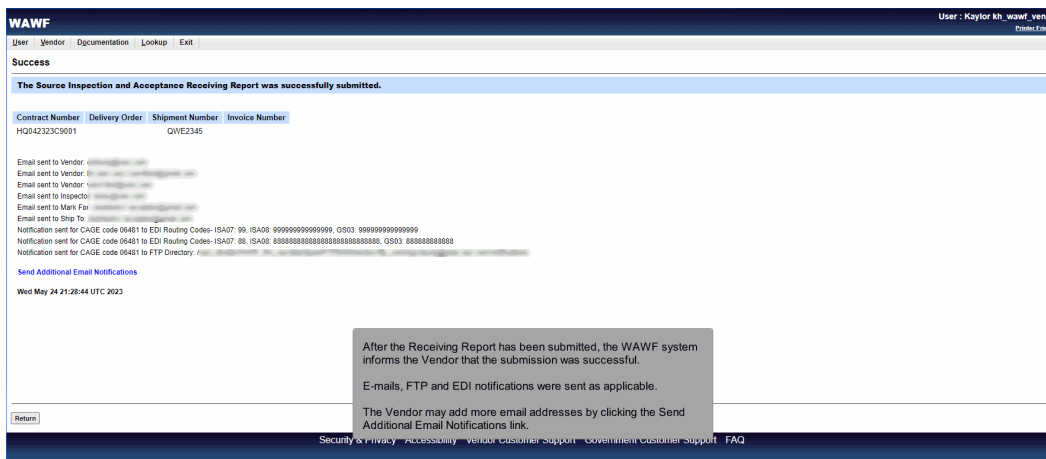 WAWF
User : Kaylor kh_wawf_ven
Printer Frie
User Vendor Documentation Lookup Exit
Success
The Source Inspection and Acceptance Receiving Report was successfully submitted.
Contract Number Delivery Order Shipment Number Invoice Number
HQ042323C9001 QWE2345
Email sent to Vendor:
Email sent to Vendor:
Email sent to Vendor:
Email sent to Inspector
Email sent to Mark For
Email sent to Ship To:
Notification sent for CAGE code 06481 to EDI Routing Codes- ISA07: 99, ISA08: 999999999999999, GS03: 999999999999999
Notification sent for CAGE code 06481 to EDI Routing Codes- ISA07: 88, ISA08: GS03: 888888888888
Notification sent for CAGE code 06481 to FTP Directory: /
Send Additional Email Notifications
Wed May 24 21:28:44 UTC 2023
After the Receiving Report has been submitted, the WAWF system
informs the Vendor that the submission was successful.
E-mails, FTP and EDI notifications were sent as applicable.
The Vendor may add more email addresses by clicking the Send
Additional Email Notifications link.
Return
Security & Privacy Accessibility Vendor Customer Support Government Customer Support FAQ